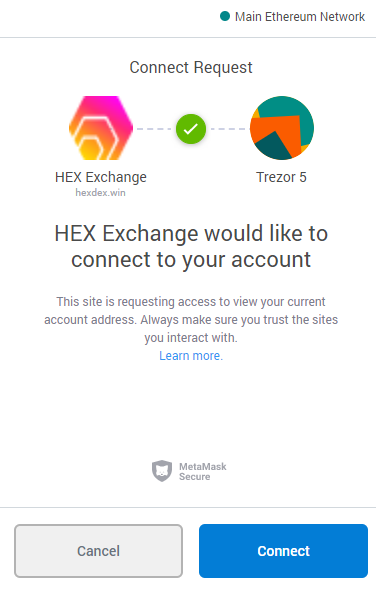 Main Ethereum Network
Connect Request
HEX Exchange
hexdex.win
Trezor 5
HEX Exchange would like to
connect to your account
This site is requesting access to view your current
account address. Always make sure you trust the sites
you interact with.
Learn more.
MetaMask
Secure
Cancel
Connect